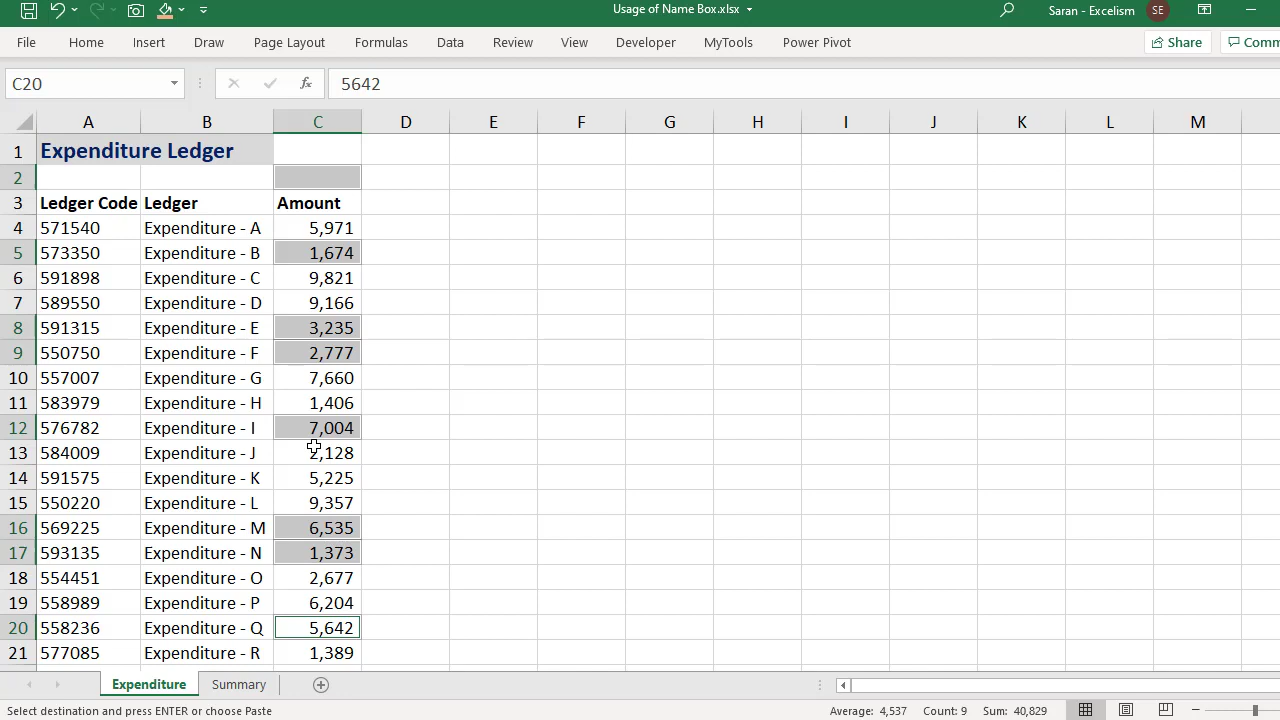 Usage of Name Box.xlsx
Saran - Excelism
SE
File Home Insert Draw Page Layout Formulas Data Review View Developer MyTools Power Pivot Share
C20 fx 5642
A B C D E F G H I J K L M
1 Expenditure Ledger
2
3 Ledger Code Ledger Amount
4 571540 Expenditure - A 5,971
5 573350 Expenditure - B 1,674
6 591898 Expenditure - C 9,821
7 589550 Expenditure - D 9,166
8 591315 Expenditure - E 3,235
9 550750 Expenditure - F 2,777
10 557007 Expenditure - G 7,660
11 583979 Expenditure - H 1,406
12 576782 Expenditure - I 7,004
13 584009 Expenditure - J 2,128
14 591575 Expenditure - K 5,225
15 550220 Expenditure - L 9,357
16 569225 Expenditure - M 6,535
17 593135 Expenditure - N 1,373
18 554451 Expenditure - O 2,677
19 558989 Expenditure - P 6,204
20 558236 Expenditure - Q 5,642
21 577085 Expenditure - R 1,389
Expenditure Summary
Select destination and press ENTER or choose Paste Average: 4,537 Count: 9 Sum: 40,829